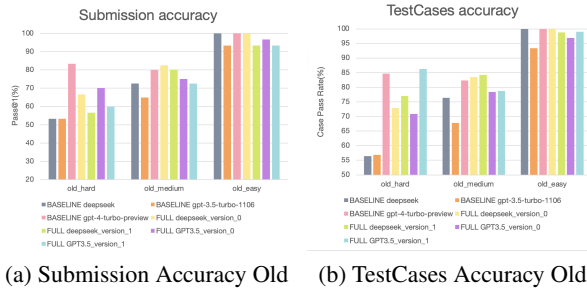 Submission accuracy
Pass@1(%)
100
90
80
70
60
50
40
30
20
old_hard
old_medium
old_easy
BASELINE deepseek
BASELINE gpt-3.5-turbo-1106
BASELINE gpt-4-turbo-preview
FULL deepseek_version_0
FULL deepseek_version_1
FULL GPT3.5_version_0
FULL GPT3.5_version_1
(a) Submission Accuracy Old
TestCases accuracy
Case Pass Rate(%)
100
95
90
85
80
75
70
65
60
55
50
old_hard
old_medium
old_easy
BASELINE deepseek
BASELINE gpt-3.5-turbo-1106
BASELINE gpt-4-turbo-preview
FULL deepseek_version_0
FULL deepseek_version_1
FULL GPT3.5_version_0
FULL GPT3.5_version_1
(b) TestCases Accuracy Old